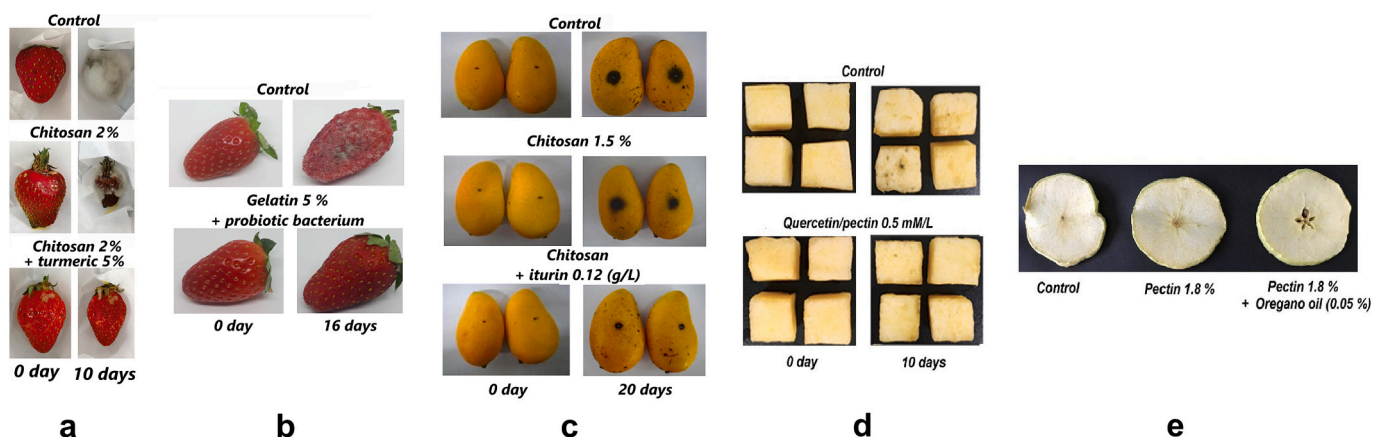 Control
Chitosan 2%
Chitosan 2%
+ turmeric 5%
0 day 10 days
a
Control
Gelatin 5 %
+ probiotic bacterium
0 day 16 days
b
Control
Chitosan 1.5 %
Chitosan
+ iturin 0.12 (g/L)
0 day 20 days
c
Control
Quercetin/pectin 0.5 mM/L
0 day 10 days
d
Control Pectin 1.8 % Pectin 1.8 %
+ Oregano oil (0.05 %)
e